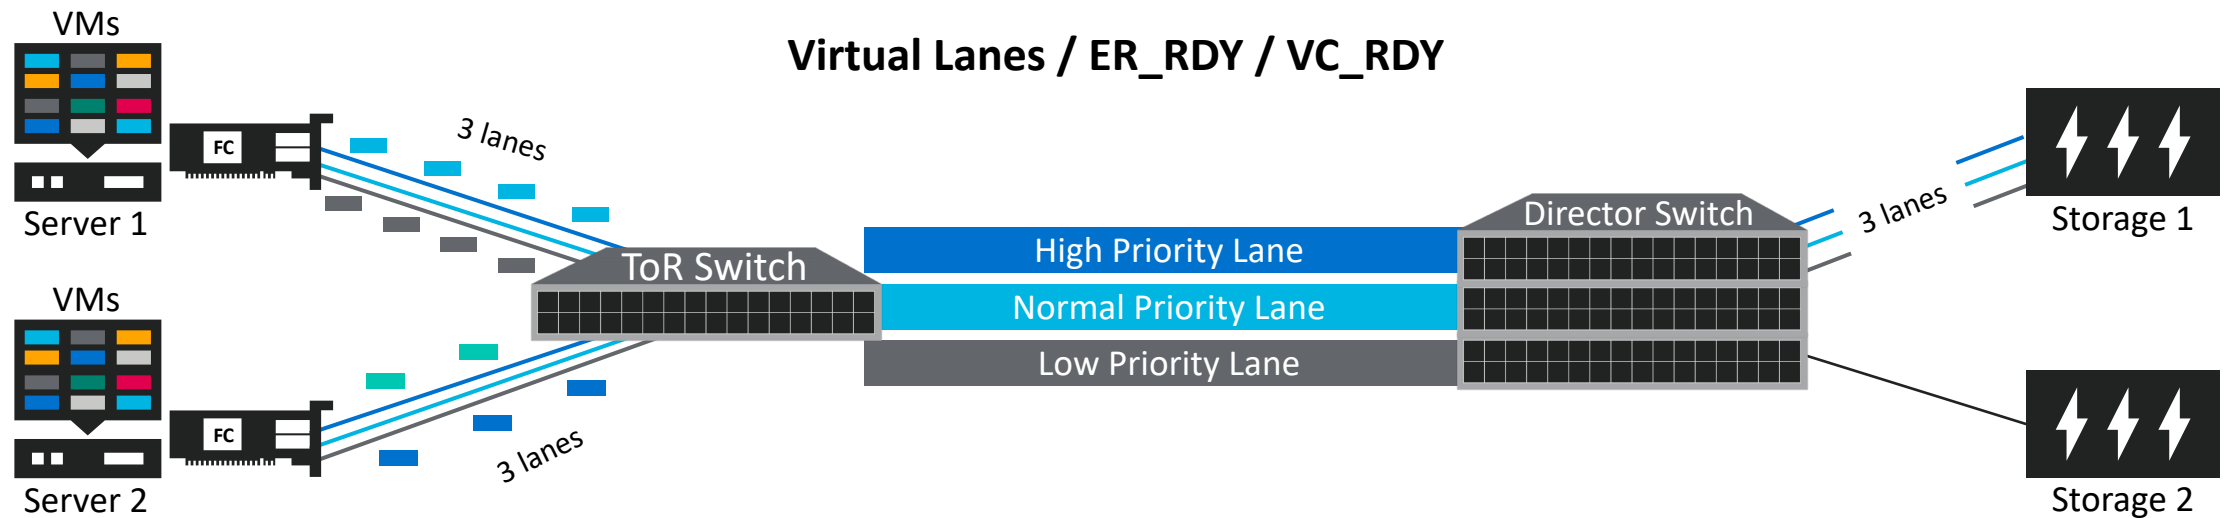 Virtual Lanes / ER_RDY / VC_RDY
VMs
FC
Server 1
3 lanes
ToR Switch
VMs
FC
Server 2
3 lanes
High Priority Lane
Normal Priority Lane
Low Priority Lane
Director Switch
3 lanes
Storage 1
Storage 2